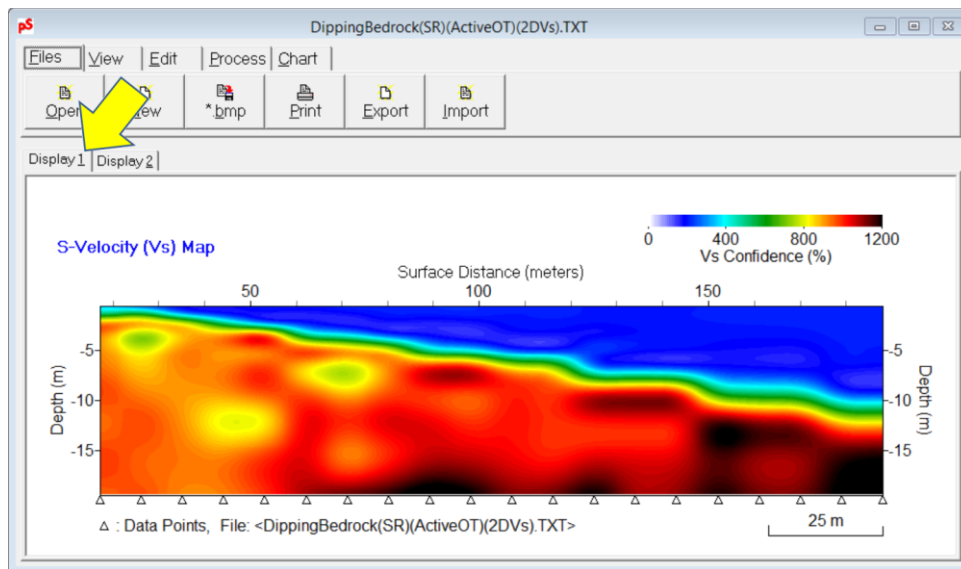 pS DippingBedrock(SR)(ActiveOT)(2DVs).TXT
Files View Edit Process Chart
*.bmp Print Export Import
Display 1 Display 2
0 400 800 1200
Vs Confidence (%)
S-Velocity (Vs) Map
Surface Distance (meters)
50 100 150
-5 -5
-10 -10
-15 -15
Depth (m) Depth (m)
△ : Data Points, File: <DippingBedrock(SR)(ActiveOT)(2DVs).TXT>
25 m